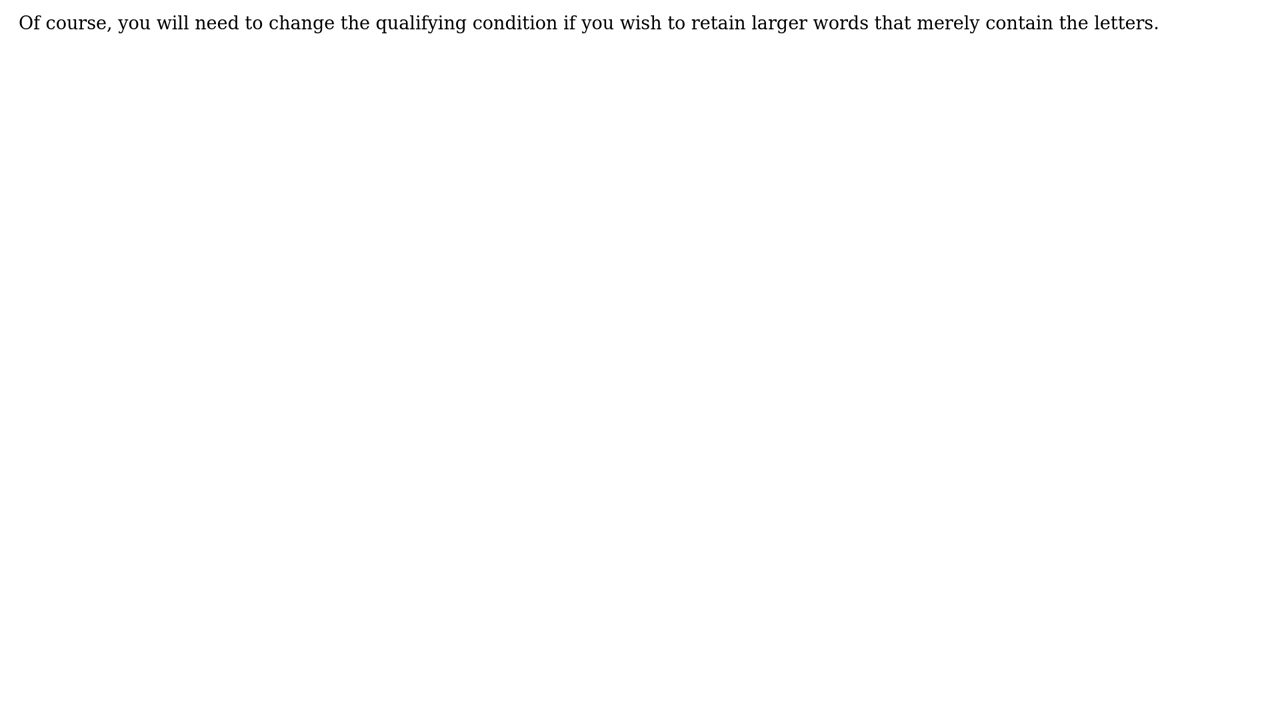 Of course, you will need to change the qualifying condition if you wish to retain larger words that merely contain the letters.